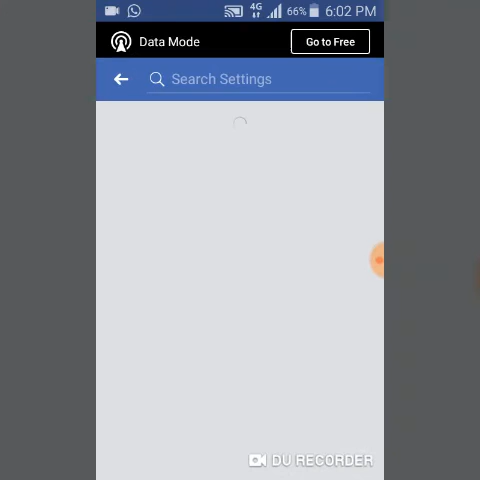 4G 66% 6:02 PM
Data Mode Go to Free
Search Settings
DU RECORDER